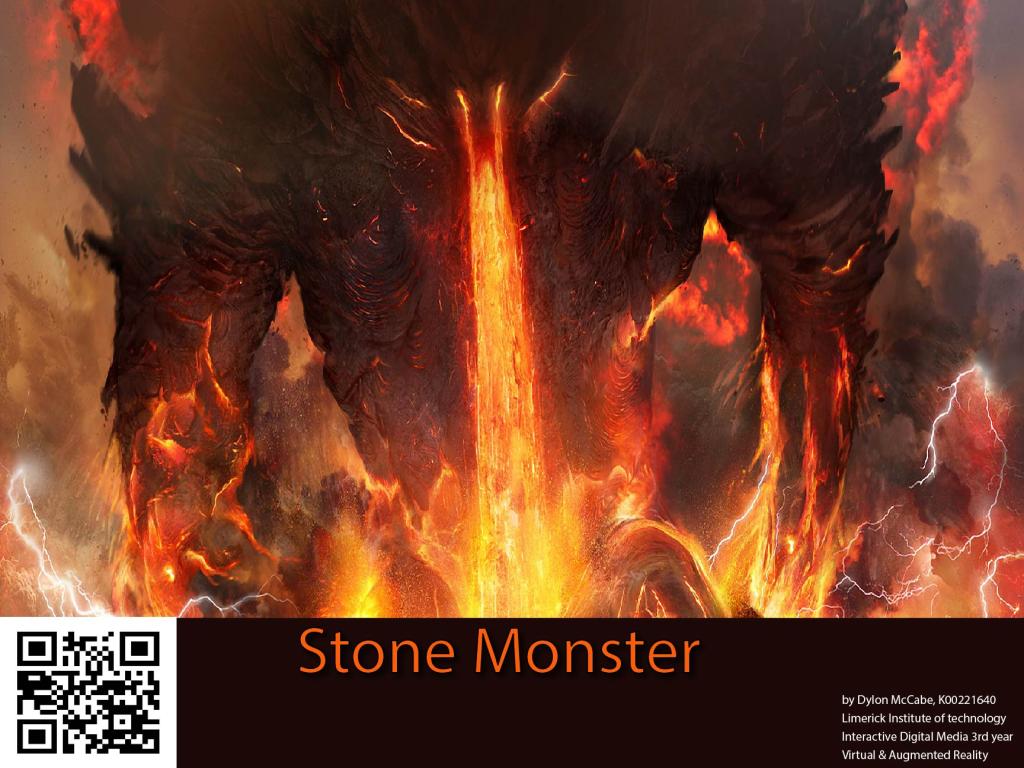 Stone Monster
by Dylon McCabe, K00221640
Limerick Institute of technology
Interactive Digital Media 3rd year
Virtual & Augmented Reality